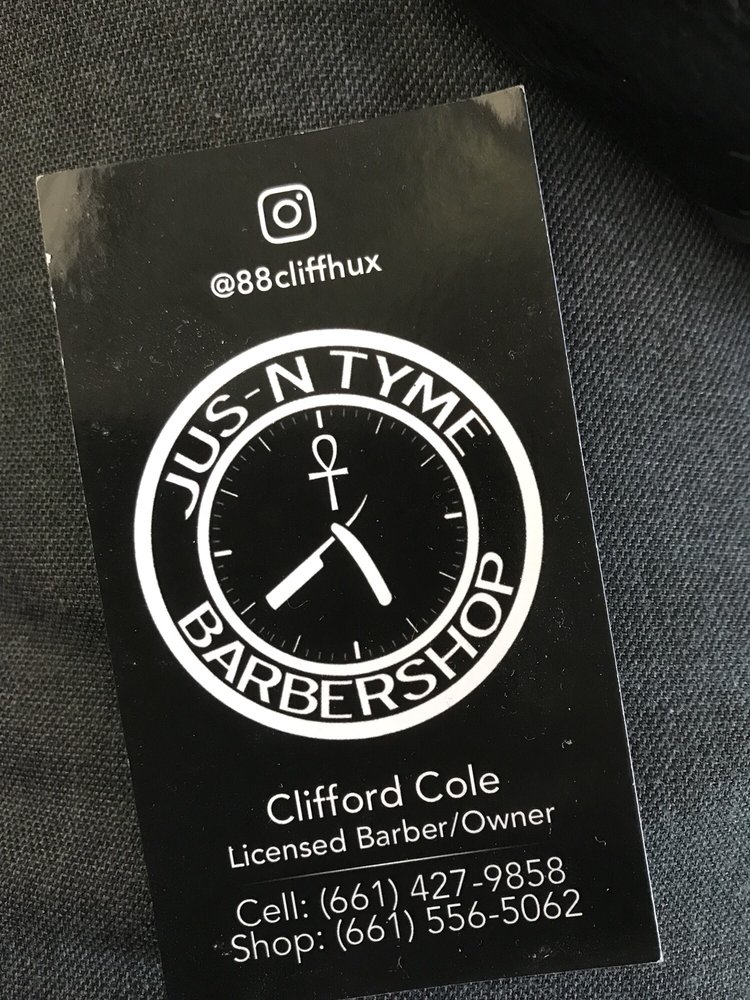 @88cliffhux
JUS-N TYME
BARBERSHOP
Clifford Cole
Licensed Barber/Owner
Cell: (661) 427-9858
Shop: (661) 556-5062